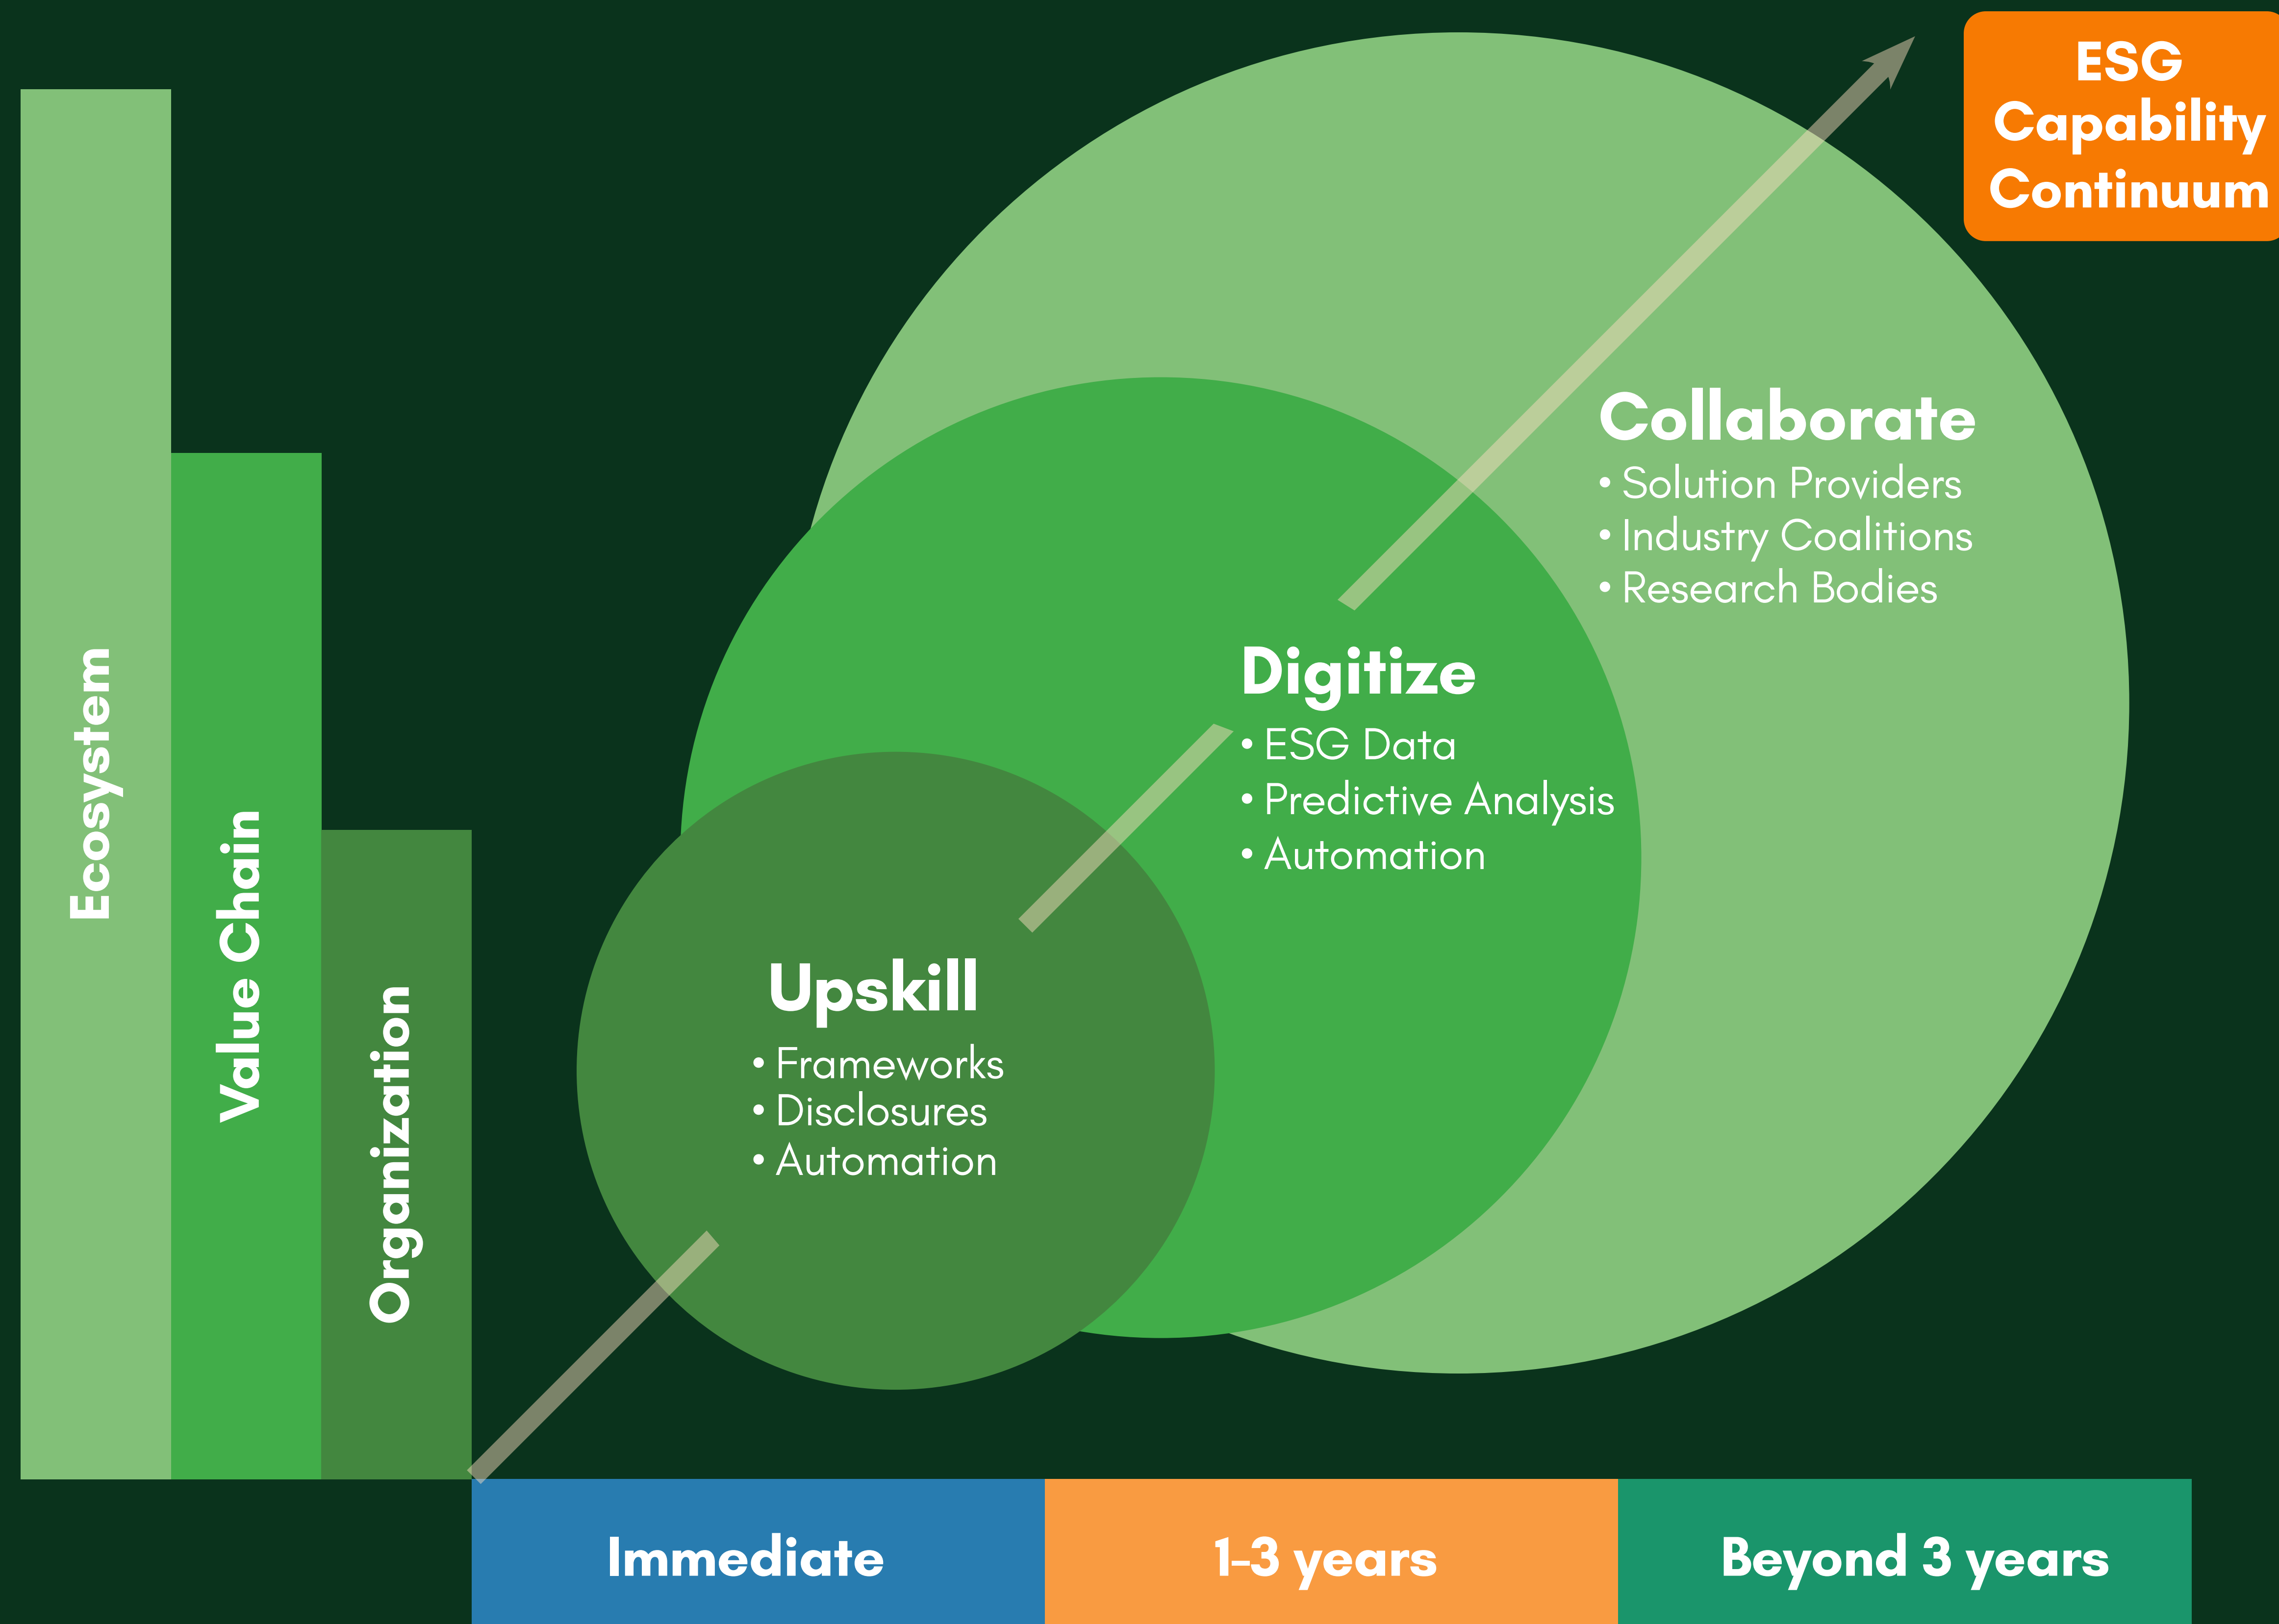 ESG
Capability
Continuum
Ecosystem
Value Chain
Organization
Collaborate
• Solution Providers
• Industry Coalitions
• Research Bodies
Digitize
• ESG Data
• Predictive Analysis
• Automation
Upskill
• Frameworks
• Disclosures
• Automation
Immediate
1-3 years
Beyond 3 years